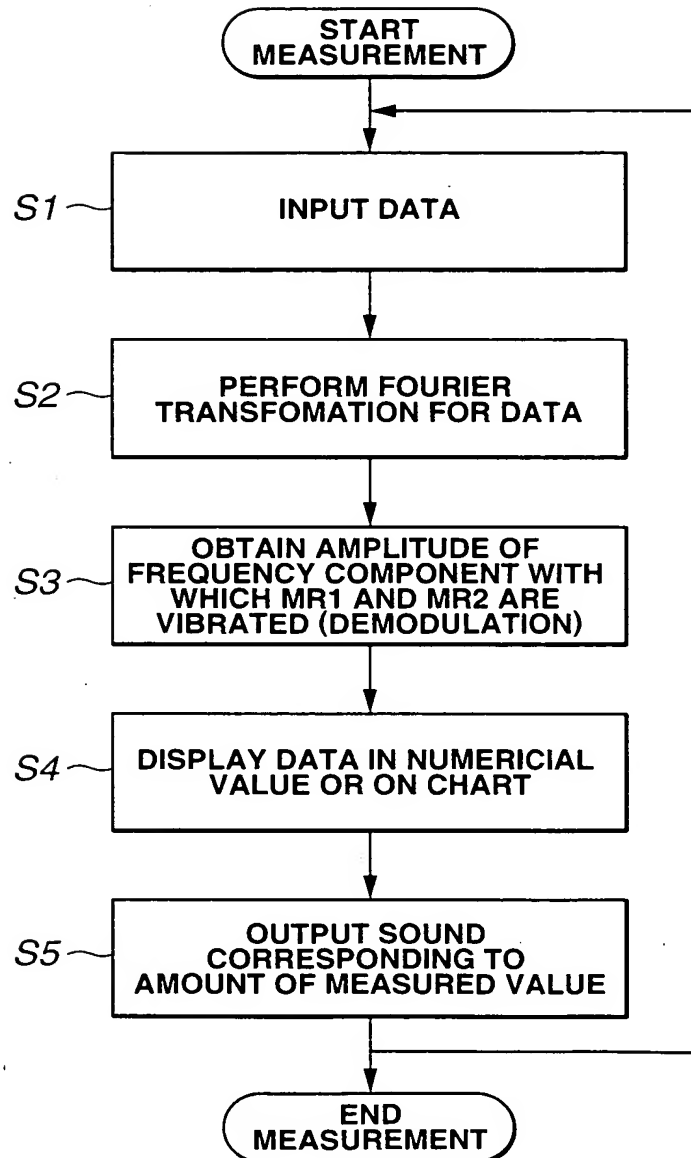 START
MEASUREMENT
S1
INPUT DATA
S2
PERFORM FOURIER
TRANSFOMATION FOR DATA
S3
OBTAIN AMPLITUDE OF
FREQUENCY COMPONENT WITH
WHICH MR1 AND MR2 ARE
VIBRATED (DEMODULATION)
S4
DISPLAY DATA IN NUMERICIAL
VALUE OR ON CHART
S5
OUTPUT SOUND
CORRESPONDING TO
AMOUNT OF MEASURED VALUE
END
MEASUREMENT